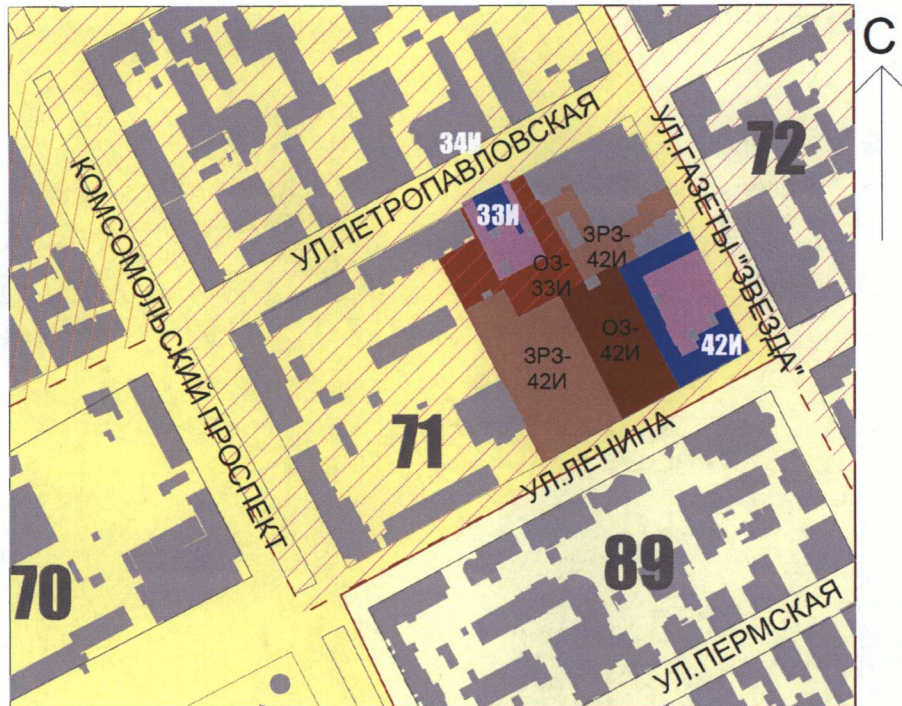 С
72
34И
УЛ.ПЕТРОПАВЛОВСКАЯ
УЛ.ГАЗЕТЫ "ЗВЕЗДА"
КОМСОМОЛЬСКИЙ ПРОСПЕКТ
33И
ЗРЗ-
42И
ОЗ-
33И
ОЗ-
42И
42И
ЗРЗ-
42И
71
УЛ.ЛЕНИНА
89
70
УЛ.ПЕРМСКАЯ